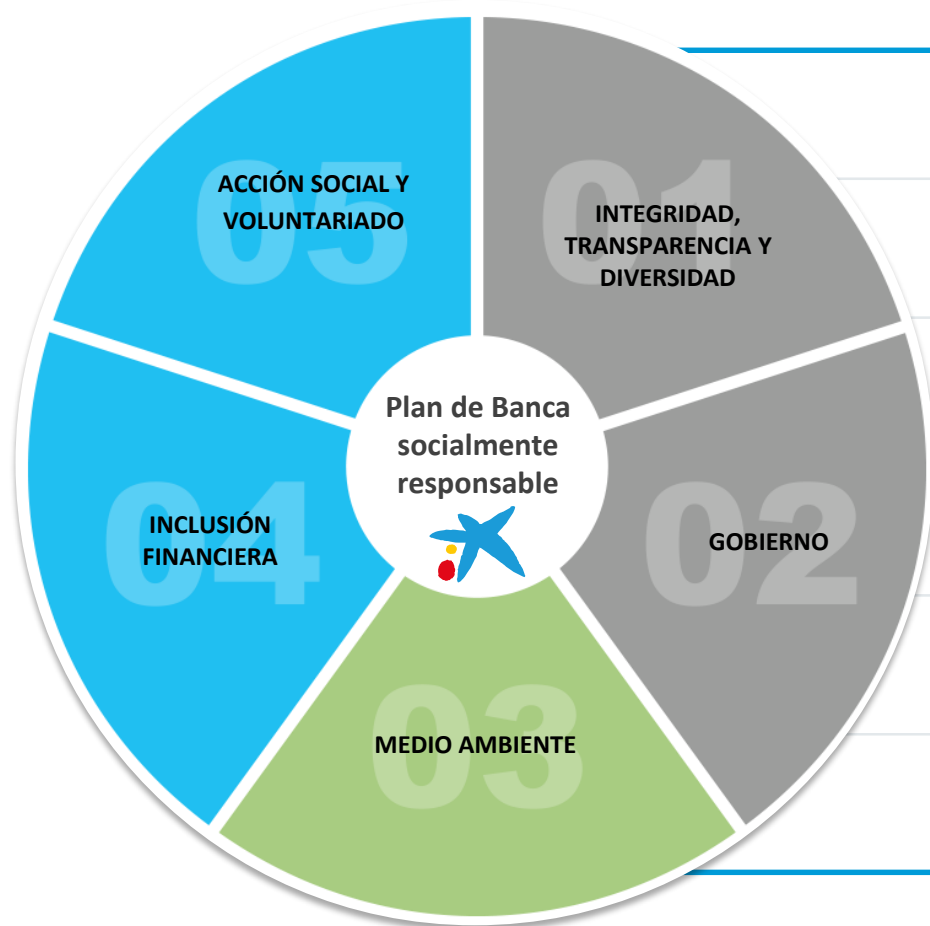 Plan de Banca
socialmente
responsable
01
INTEGRIDAD,
TRANSPARENCIA Y
DIVERSIDAD
02
GOBIERNO
03
MEDIO AMBIENTE
04
INCLUSIÓN
FINANCIERA
05
ACCIÓN SOCIAL Y
VOLUNTARIADO